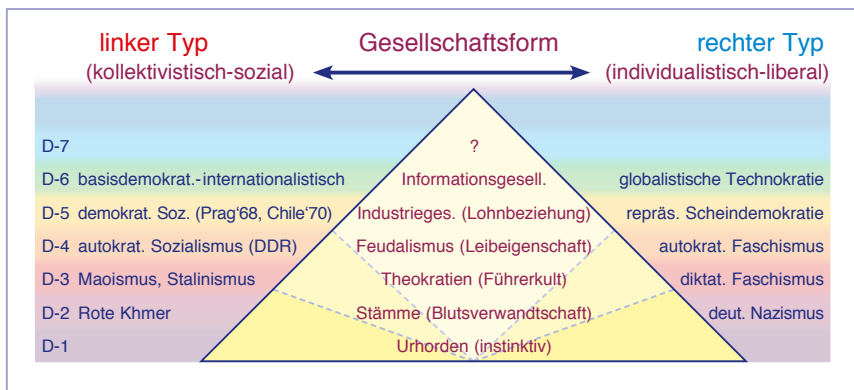 linker Typ Gesellschaftsform rechter Typ
(kollektivistisch-sozial) (individualistisch-liberal)
D-7 ?
D-6 basisdemokrat.-internationalistisch Informationsgesell. globalistische Technokratie
D-5 demokrat. Soz. (Prag‘68, Chile‘70) Industrieges. (Lohnbeziehung) repräs. Scheindemokratie
D-4 autokrat. Sozialismus (DDR) Feudalismus (Leibeigenschaft) autokrat. Faschismus
D-3 Maoismus, Stalinismus Theokratien (Führerkult) diktat. Faschismus
D-2 Rote Khmer Stämme (Blutsverwandtschaft) deut. Nazismus
D-1 Urhorden (instinktiv)